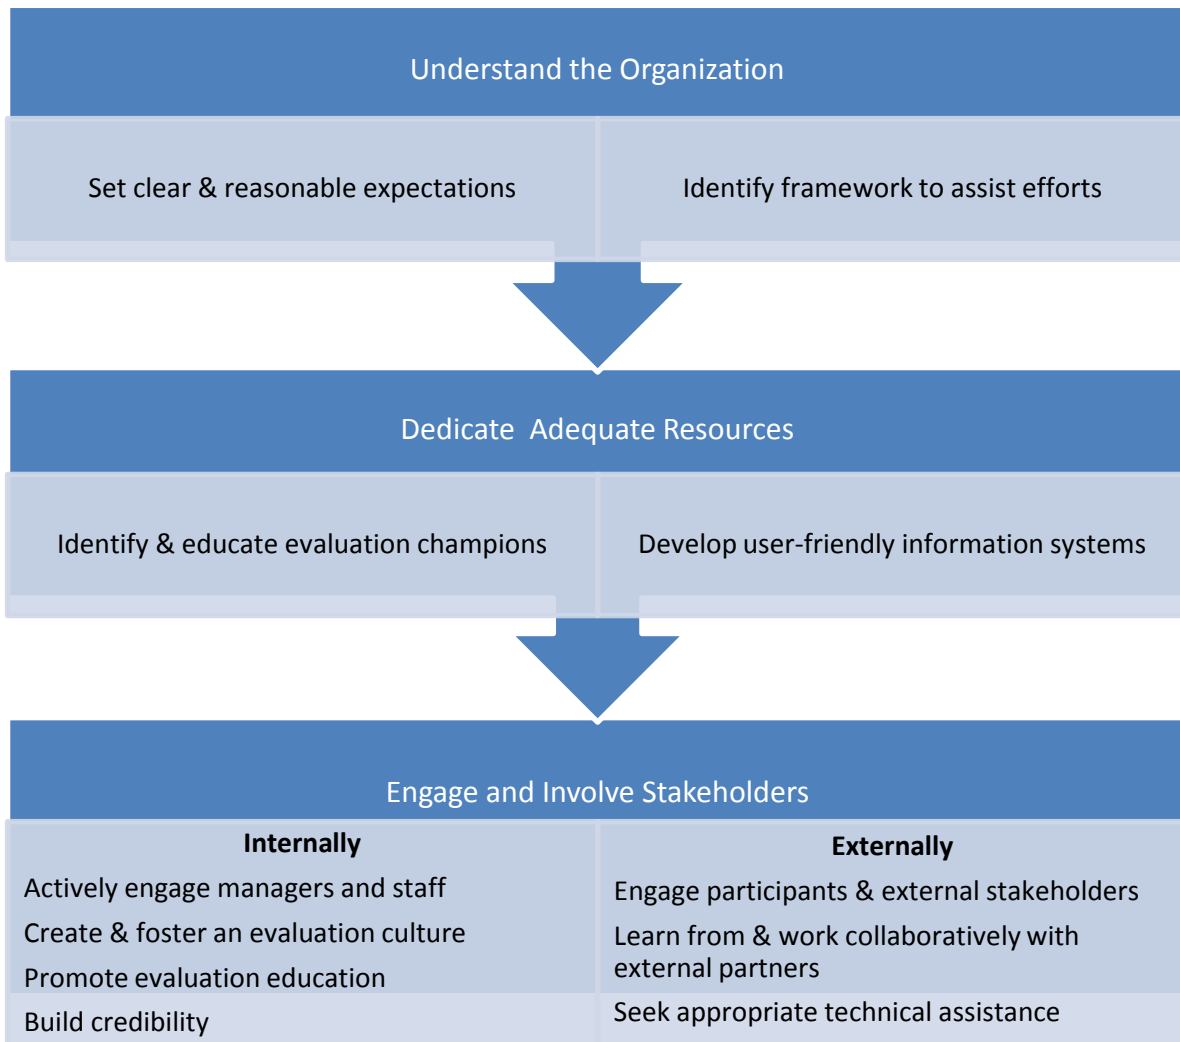 Understand the Organization
Set clear & reasonable expectations
Identify framework to assist efforts
Dedicate  Adequate Resources
Identify & educate evaluation champions
Develop user-friendly information systems
Engage and Involve Stakeholders
Internally
Actively engage managers and staff
Create & foster an evaluation culture
Promote evaluation education
Build credibility
Externally
Engage participants & external stakeholders
Learn from & work collaboratively with
external partners
Seek appropriate technical assistance